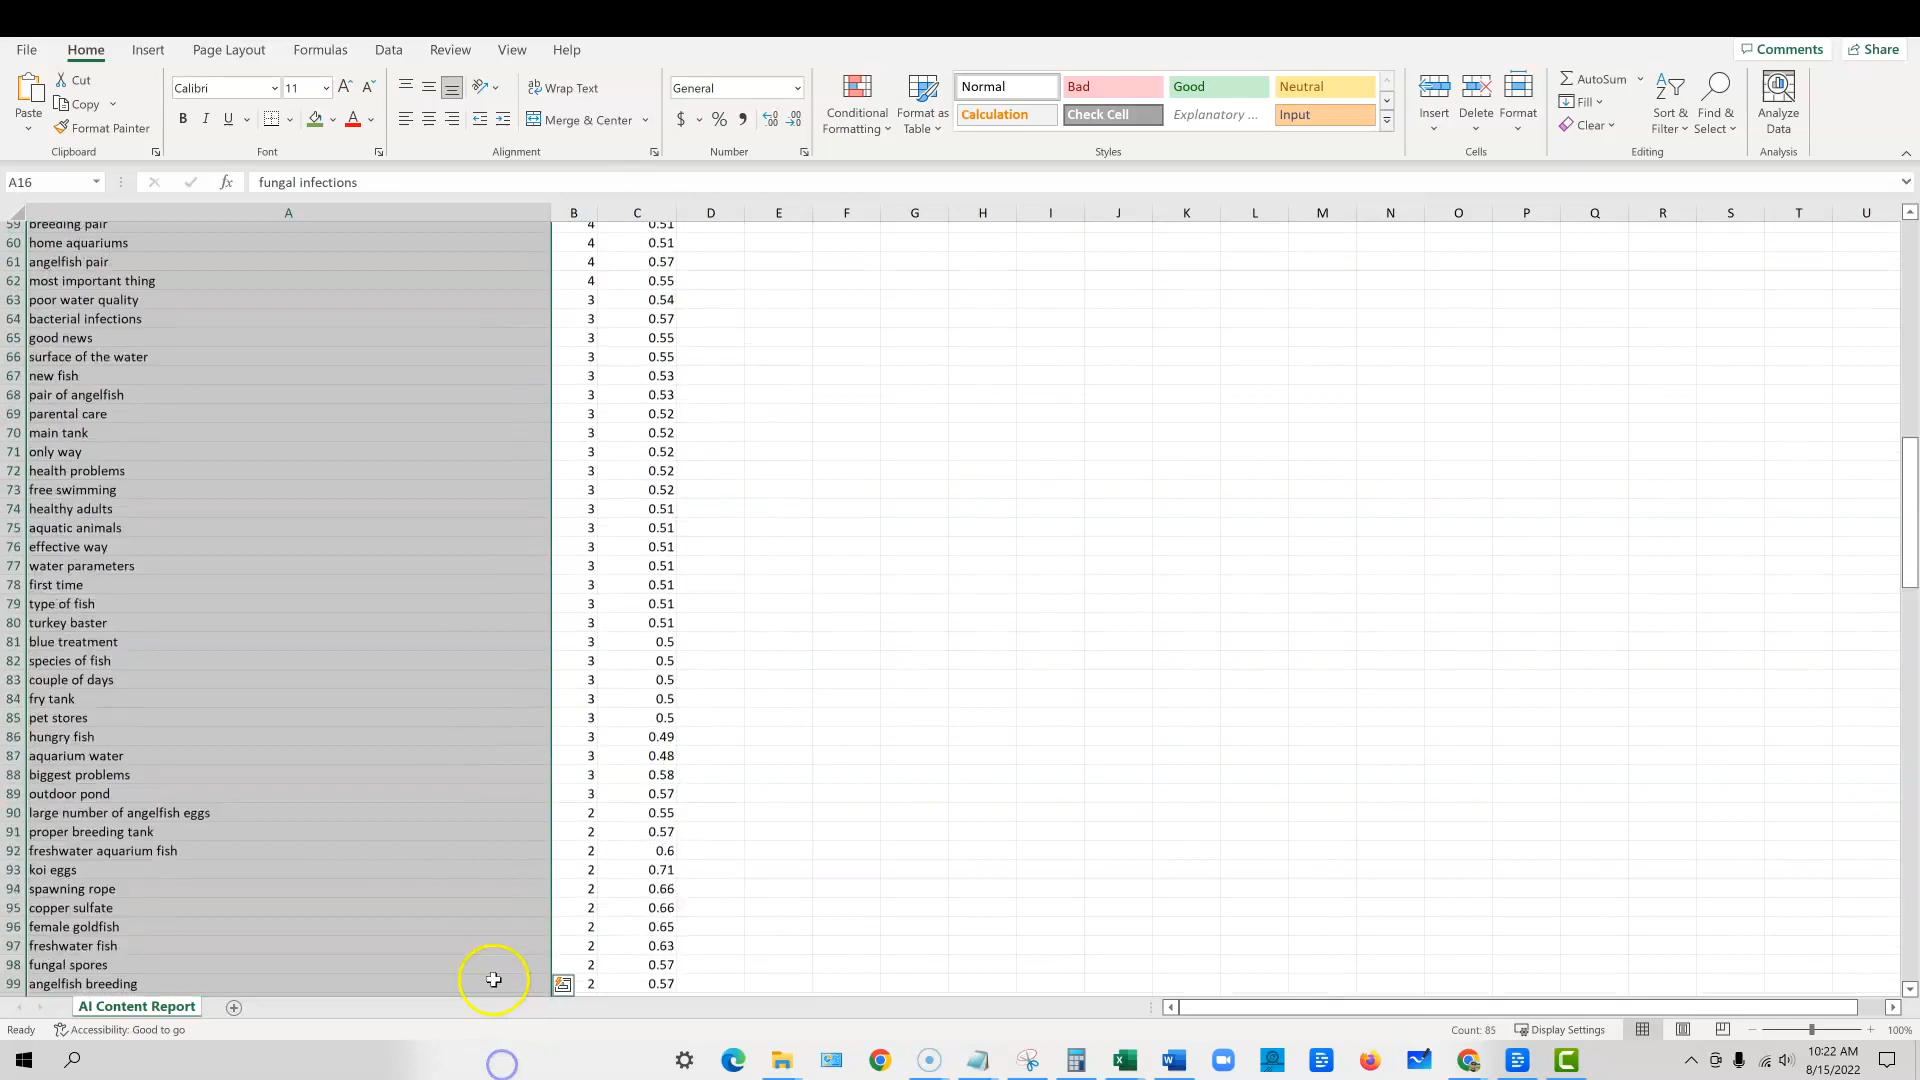 File Home Insert Page Layout Formulas Data Review View Help Comments Share
Cut
Copy
Format Painter
Paste
Clipboard
Calibri 11
B I U
Font
Wrap Text
Merge & Center
Alignment
General
$ % 9
Number
Conditional Formatting
Format as Table
Normal Bad Good Neutral
Calculation Check Cell Explanatory ... Input
Styles
Insert Delete Format
Cells
AutoSum
Fill
Clear
Sort & Filter
Find & Select
Editing
Analyze Data
Analysis
A16 fx fungal infections
A B C D E F G H I J K L M N O P Q R S T U
59 breeding pair 4 0.51
60 home aquariums 4 0.51
61 angelfish pair 4 0.57
62 most important thing 4 0.55
63 poor water quality 3 0.54
64 bacterial infections 3 0.57
65 good news 3 0.55
66 surface of the water 3 0.55
67 new fish 3 0.53
68 pair of angelfish 3 0.53
69 parental care 3 0.52
70 main tank 3 0.52
71 only way 3 0.52
72 health problems 3 0.52
73 free swimming 3 0.52
74 healthy adults 3 0.51
75 aquatic animals 3 0.51
76 effective way 3 0.51
77 water parameters 3 0.51
78 first time 3 0.51
79 type of fish 3 0.51
80 turkey baster 3 0.51
81 blue treatment 3 0.5
82 species of fish 3 0.5
83 couple of days 3 0.5
84 fry tank 3 0.5
85 pet stores 3 0.5
86 hungry fish 3 0.49
87 aquarium water 3 0.48
88 biggest problems 3 0.58
89 outdoor pond 3 0.57
90 large number of angelfish eggs 2 0.55
91 proper breeding tank 2 0.57
92 freshwater aquarium fish 2 0.6
93 koi eggs 2 0.71
94 spawning rope 2 0.66
95 copper sulfate 2 0.66
96 female goldfish 2 0.65
97 freshwater fish 2 0.63
98 fungal spores 2 0.57
99 angelfish breeding 2 0.57
AI Content Report
Ready Accessibility: Good to go Count: 85 Display Settings 100%
10:22 AM
8/15/2022